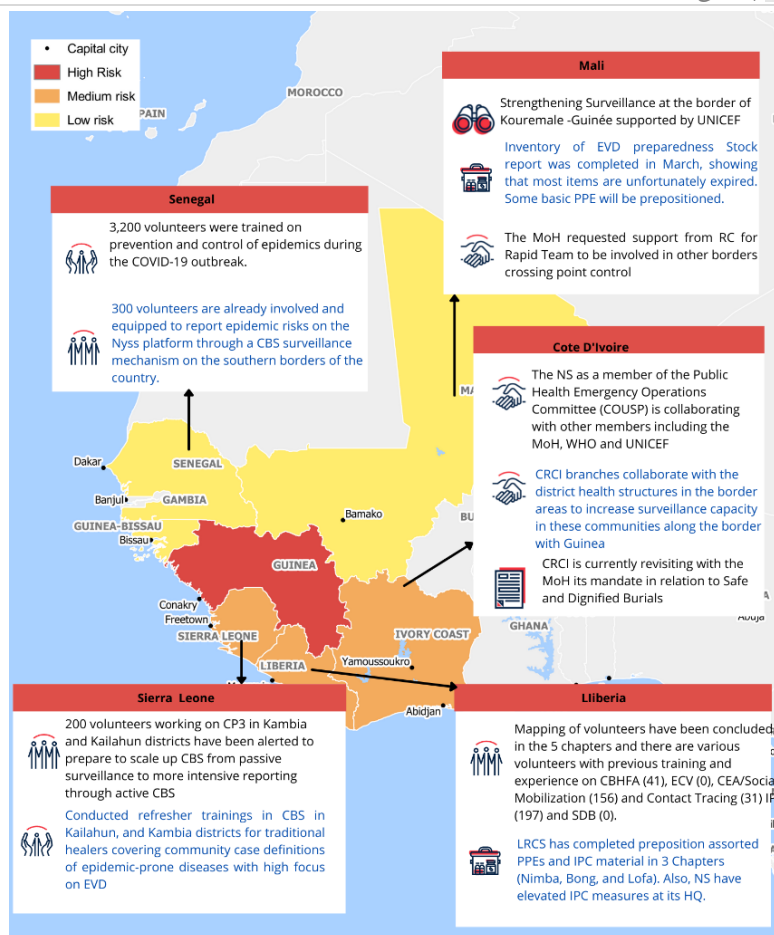 Capital city
High Risk
Medium risk
Low risk
PAIN
MOROCCO
Mali
Strengthening Surveillance at the border of
Kouremale -Guinée supported by UNICEF
Inventory of EVD preparedness Stock
report was completed in March, showing
that most items are unfortunately expired.
Some basic PPE will be prepositioned.
The MoH requested support from RC for
Rapid Team to be involved in other borders
crossing point control
Senegal
3,200 volunteers were trained on
prevention and control of epidemics during
the COVID-19 outbreak.
300 volunteers are already involved and
equipped to report epidemic risks on the
Nyss platform through a CBS surveillance
mechanism on the southern borders of the
country.
Cote D'Ivoire
The NS as a member of the Public
Health Emergency Operations
Committee (COUSP) is collaborating
with other members including the
MoH, WHO and UNICEF
CRCI branches collaborate with the
district health structures in the border
areas to increase surveillance capacity
in these communities along the border
with Guinea
CRCI is currently revisiting with the
MoH its mandate in relation to Safe
and Dignified Burials
MA
BU
Dakar
SENEGAL
Banjul
GAMBIA
GUINEA-BISSAU
Bissau
Bamako
GUINEA
Conakry
Freetown
SIERRA LEONE
LIBERIA
IVORY COAST
Yamoussoukro
Abidjan
GHANA
A
Abuja
Sierra Leone
200 volunteers working on CP3 in Kambia
and Kailahun districts have been alerted to
prepare to scale up CBS from passive
surveillance to more intensive reporting
through active CBS
Conducted refresher trainings in CBS in
Kailahun, and Kambia districts for traditional
healers covering community case definitions
of epidemic-prone diseases with high focus
on EVD
Lliberia
Mapping of volunteers have been concluded
in the 5 chapters and there are various
volunteers with previous training and
experience on CBHFA (41), ECV (0), CEA/Socia
Mobilization (156) and Contact Tracing (31) IP
(197) and SDB (0).
LRCS has completed preposition assorted
PPEs and IPC material in 3 Chapters
(Nimba, Bong, and Lofa). Also, NS have
elevated IPC measures at its HQ.